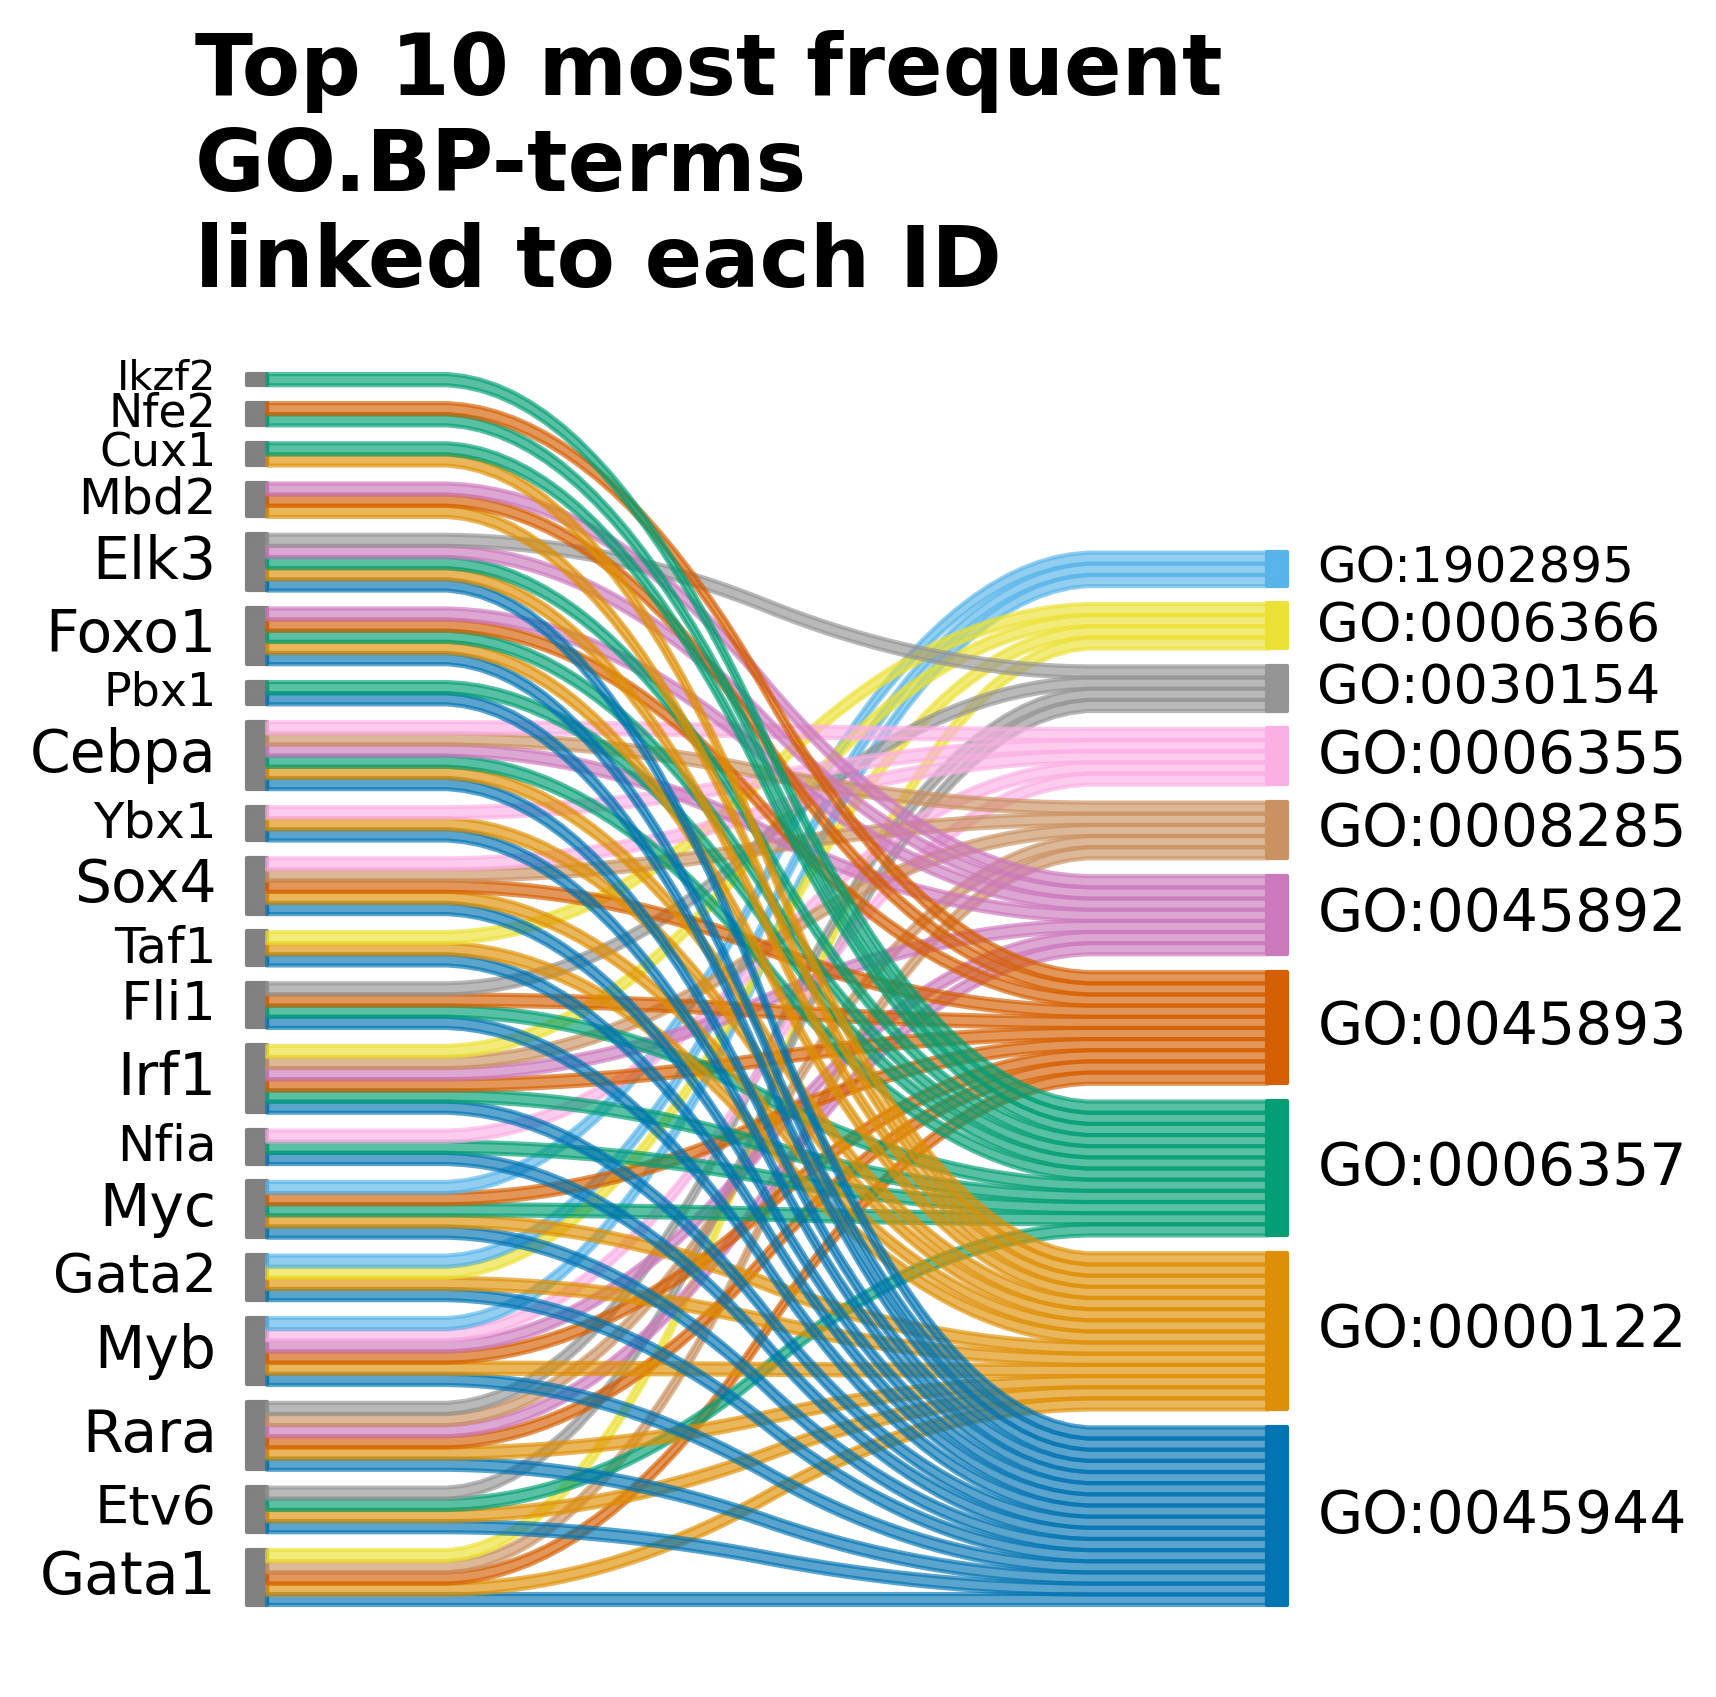 Top 10 most frequent
GO.BP-terms
linked to each ID
Ikzf2
Nfe2
Cux1
Mbd2
Elk3
Foxo1
Pbx1
Cebpa
Ybx1
Sox4
Taf1
Fli1
Irf1
Nfia
Myc
Gata2
Myb
Rara
Etv6
Gata1
GO:1902895
GO:0006366
GO:0030154
GO:0006355
GO:0008285
GO:0045892
GO:0045893
GO:0006357
GO:0000122
GO:0045944